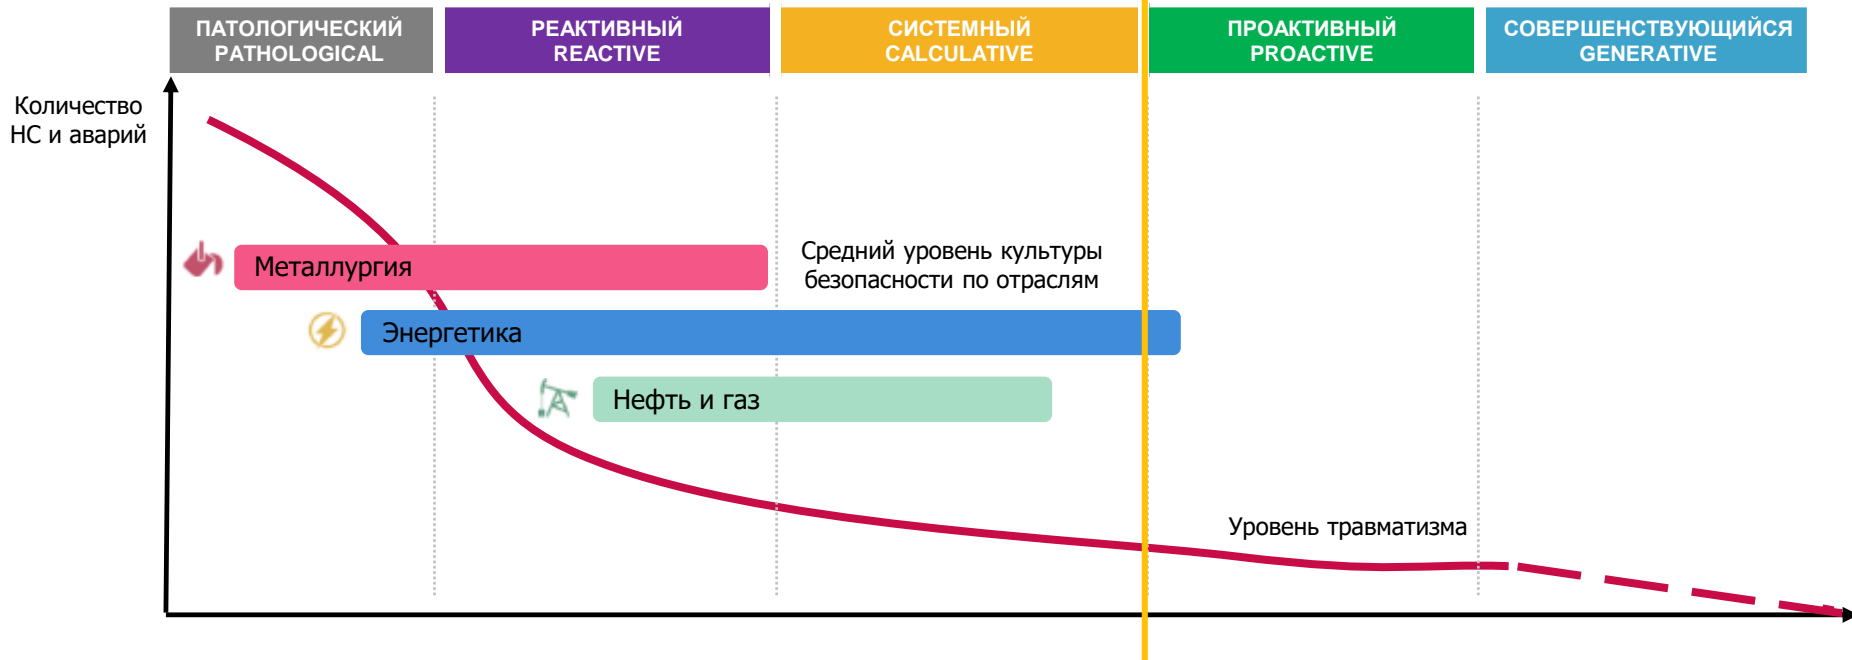 ПАТОЛОГИЧЕСКИЙ
PATHOLOGICAL
РЕАКТИВНЫЙ
REACTIVE
СИСТЕМНЫЙ
CALCULATIVE
ПРОАКТИВНЫЙ
PROACTIVE
СОВЕРШЕНСТВУЮЩИЙСЯ
GENERATIVE
Количество
НС и аварий
Металлургия
Средний уровень культуры
безопасности по отраслям
Энергетика
Нефть и газ
Уровень травматизма